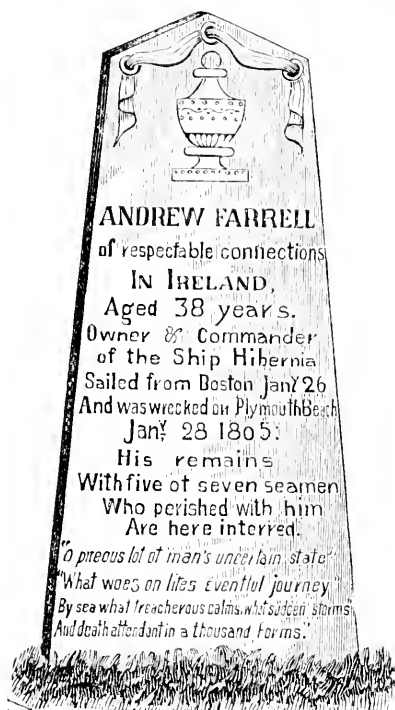 ANDREW FARRELL
of respectable connections
IN IRELAND,
Aged 38 years.
Owner & Commander
of the Ship Hibernia
Sailed from Boston Janʸ 26
And was wrecked on Plymouth Beach
Janʸ 28 1805:
His remains
With five of seven seamen
Who perished with him
Are here interred.
"O piteous lot of man's uncertain state"
"What woes on lifes Eventful journey
By sea what treacherous calms, what sudden storms"
And death attendant in a thousand forms."